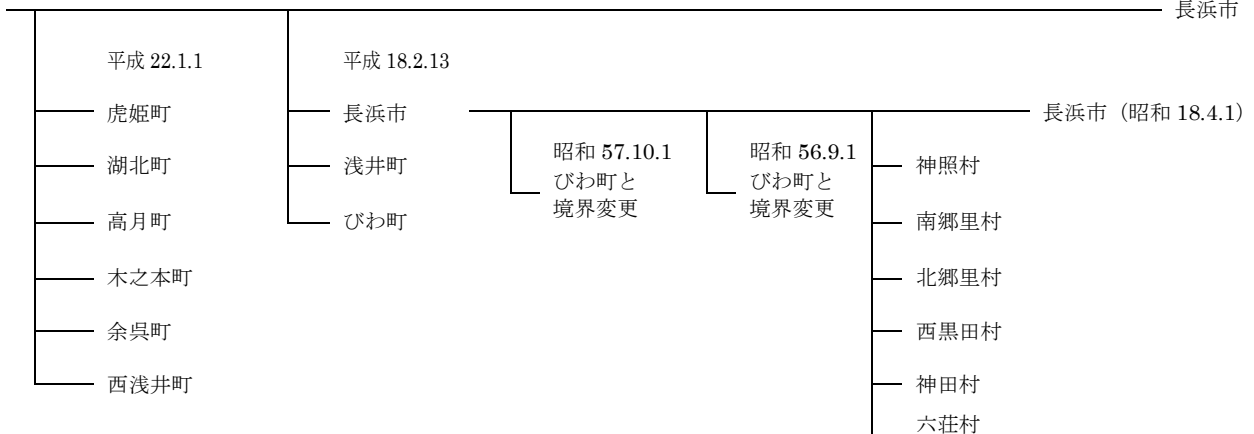 長浜市
平成 22.1.1
虎姫町
湖北町
高月町
木之本町
余呉町
西浅井町
平成 18.2.13
長浜市
浅井町
びわ町
昭和 57.10.1
びわ町と
境界変更
昭和 56.9.1
びわ町と
境界変更
長浜市（昭和 18.4.1）
神照村
南郷里村
北郷里村
西黒田村
神田村
六荘村